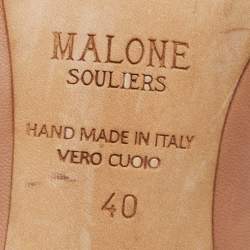 MALONE
SOULIERS
HAND MADE IN ITALY
VERO CUOIO
40